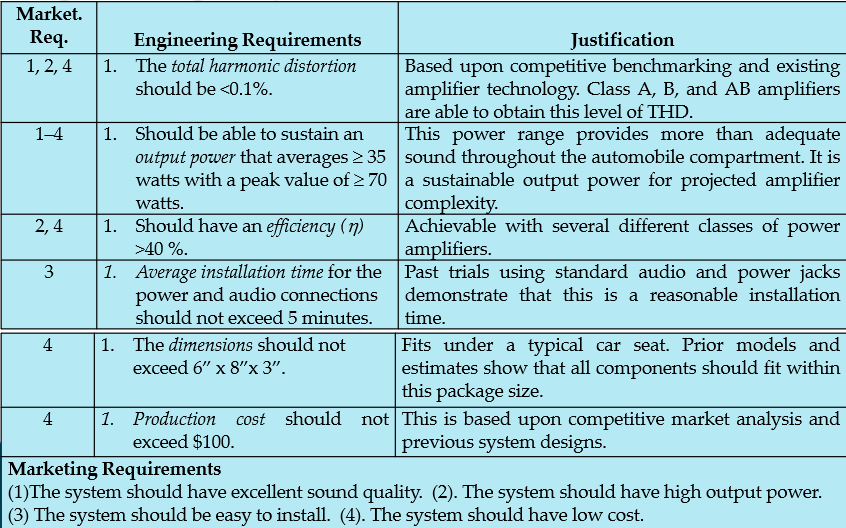 Market.
Req.
Engineering Requirements
Justification
1, 2, 4
1. The total harmonic distortion
should be <0.1%.
Based upon competitive benchmarking and existing
amplifier technology. Class A, B, and AB amplifiers
are able to obtain this level of THD.
1–4
1. Should be able to sustain an
output power that averages ≥ 35
watts with a peak value of ≥ 70
watts.
This power range provides more than adequate
sound throughout the automobile compartment. It is
a sustainable output power for projected amplifier
complexity.
2, 4
1. Should have an efficiency (η)
>40 %.
Achievable with several different classes of power
amplifiers.
3
1. Average installation time for the
power and audio connections
should not exceed 5 minutes.
Past trials using standard audio and power jacks
demonstrate that this is a reasonable installation
time.
4
1. The dimensions should not
exceed 6” x 8”x 3”.
Fits under a typical car seat. Prior models and
estimates show that all components should fit within
this package size.
4
1. Production cost should not
exceed $100.
This is based upon competitive market analysis and
previous system designs.
Marketing Requirements
(1)The system should have excellent sound quality. (2). The system should have high output power.
(3) The system should be easy to install. (4). The system should have low cost.